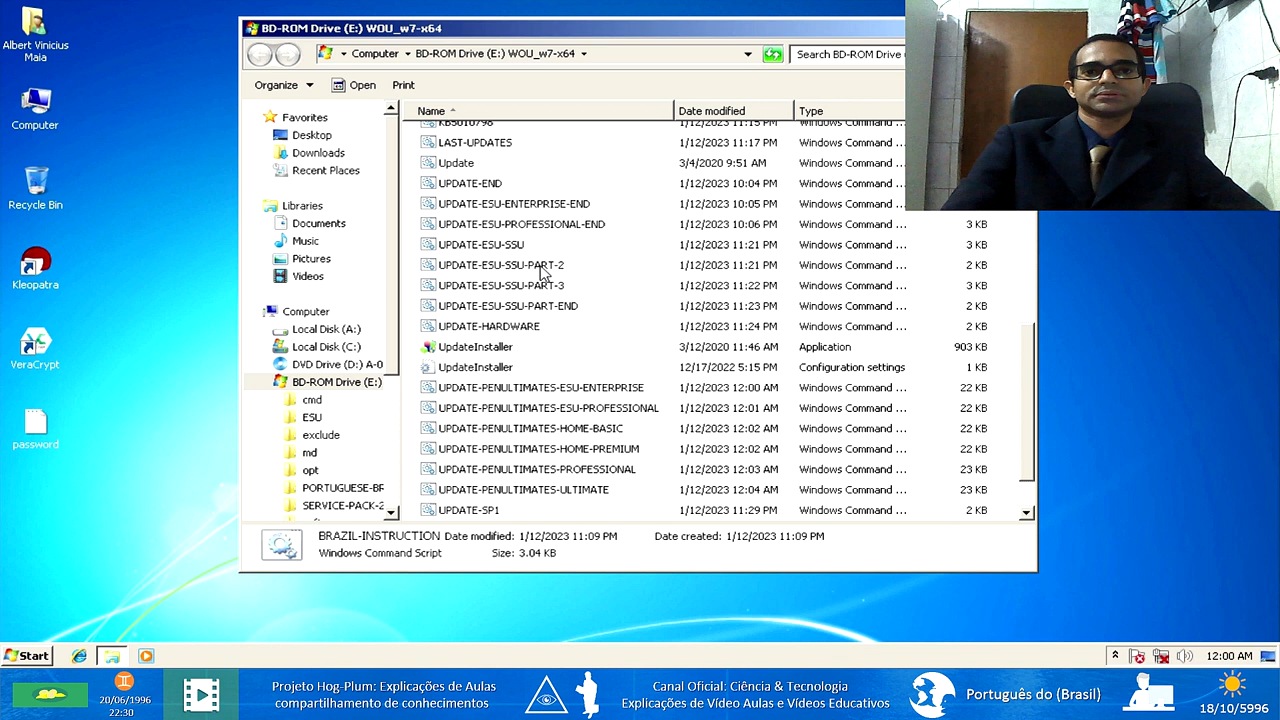 Albert Vinicius
Maia
Computer
Recycle Bin
Kleopatra
VeraCrypt
password
BD-ROM Drive (E:) WOU_w7-x64
Computer BD-ROM Drive (E:) WOU_w7-x64
Search BD-ROM Drive
Organize Open Print
Favorites
Desktop
Downloads
Recent Places
Libraries
Documents
Music
Pictures
Videos
Computer
Local Disk (A:)
Local Disk (C:)
DVD Drive (D:) A-0
BD-ROM Drive (E:)
cmd
ESU
exclude
md
opt
PORTUGUESE-BR
SERVICE-PACK-2
Name Date modified Type
KB5010798 1/12/2023 11:15 PM Windows Command ...
LAST-UPDATES 1/12/2023 11:17 PM Windows Command ...
Update 3/4/2020 9:51 AM Windows Command ...
UPDATE-END 1/12/2023 10:04 PM Windows Command ...
UPDATE-ESU-ENTERPRISE-END 1/12/2023 10:05 PM Windows Command ...
UPDATE-ESU-PROFESSIONAL-END 1/12/2023 10:06 PM Windows Command ... 3 KB
UPDATE-ESU-SSU 1/12/2023 11:21 PM Windows Command ... 3 KB
UPDATE-ESU-SSU-PART-2 1/12/2023 11:21 PM Windows Command ... 2 KB
UPDATE-ESU-SSU-PART-3 1/12/2023 11:22 PM Windows Command ... 3 KB
UPDATE-ESU-SSU-PART-END 1/12/2023 11:23 PM Windows Command ... 2 KB
UPDATE-HARDWARE 1/12/2023 11:24 PM Windows Command ... 2 KB
UpdateInstaller 3/12/2020 11:46 AM Application 903 KB
UpdateInstaller 12/17/2022 5:15 PM Configuration settings 1 KB
UPDATE-PENULTIMATES-ESU-ENTERPRISE 1/12/2023 12:00 AM Windows Command ... 22 KB
UPDATE-PENULTIMATES-ESU-PROFESSIONAL 1/12/2023 12:01 AM Windows Command ... 22 KB
UPDATE-PENULTIMATES-HOME-BASIC 1/12/2023 12:02 AM Windows Command ... 22 KB
UPDATE-PENULTIMATES-HOME-PREMIUM 1/12/2023 12:02 AM Windows Command ... 22 KB
UPDATE-PENULTIMATES-PROFESSIONAL 1/12/2023 12:03 AM Windows Command ... 23 KB
UPDATE-PENULTIMATES-ULTIMATE 1/12/2023 12:04 AM Windows Command ... 23 KB
UPDATE-SP1 1/12/2023 11:29 PM Windows Command ... 2 KB
BRAZIL-INSTRUCTION Date modified: 1/12/2023 11:09 PM Date created: 1/12/2023 11:09 PM
Windows Command Script Size: 3.04 KB
Start
12:00 AM
20/06/1996
22:30
Projeto Hog-Plum: Explicações de Aulas
compartilhamento de conhecimentos
Canal Oficial: Ciência & Tecnologia
Explicações de Vídeo Aulas e Vídeos Educativos
Português do (Brasil)
18/10/5996